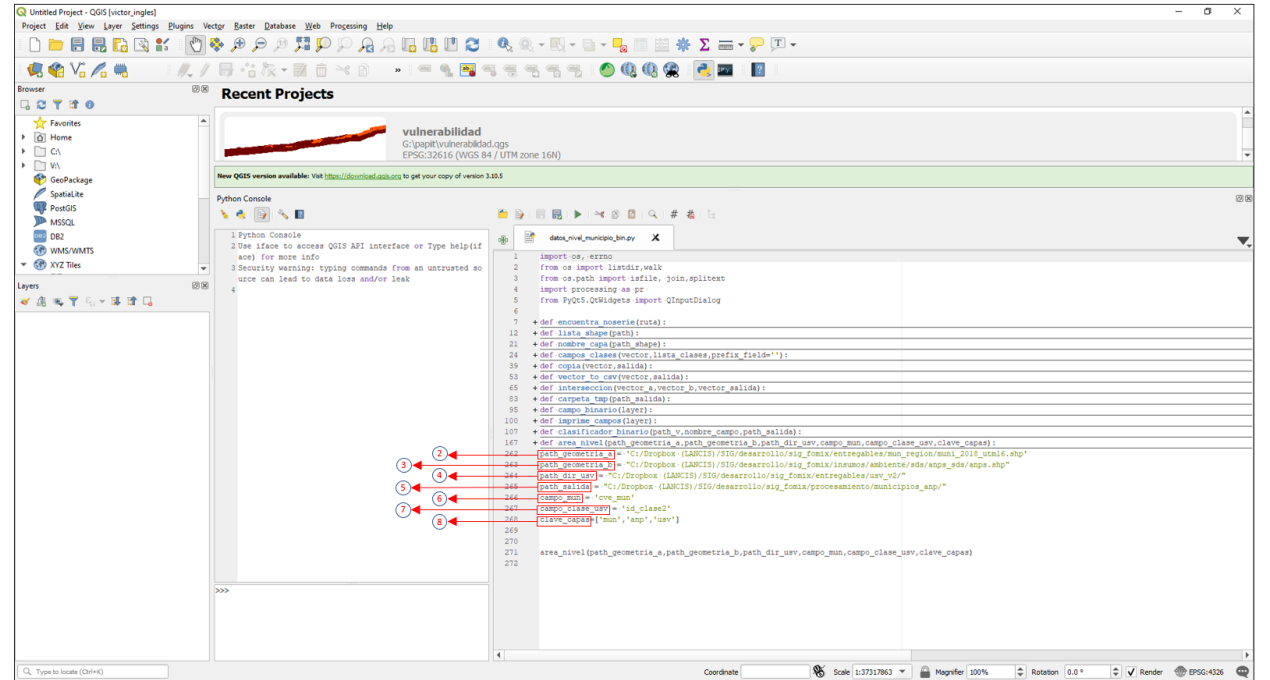 Untitled Project - QGIS [victor_ingles]
Project Edit View Layer Settings Plugins Vector Raster Database Web Processing Help
Browser
Favorites
Home
C:\
V:\
GeoPackage
SpatiaLite
PostGIS
MSSQL
DB2
WMS/WMTS
XYZ Tiles
Layers
Recent Projects
vulnerabilidad
G:\papit\vulnerabilidad.qgs
EPSG:32616 (WGS 84 / UTM zone 16N)
New QGIS version available: Visit https://download.qgis.org to get your copy of version 3.10.5
Python Console
1 Python Console
2 Use iface to access QGIS API interface or Type help(if
ace) for more info
3 Security warning: typing commands from an untrusted so
urce can lead to data loss and/or leak
4
>>>
datos_nivel_municipio_bin.py X
1 import os, errno
2 from os import listdir,walk
3 from os.path import isfile, join,splitext
4 import processing as pr
5 from PyQt5.QtWidgets import QInputDialog
6
7 + def encuentra_noserie(ruta):
12 + def lista_shape(path):
21 + def nombre_capa(path_shape):
24 + def campos_clases(vector,lista_clases,prefix_field=''):
39 + def copia(vector,salida):
53 + def vector_to_csv(vector,salida):
65 + def interseccion(vector_a,vector_b,vector_salida):
83 + def carpeta_tmp(path_salida):
95 + def campo_binario(layer):
100 + def imprime_campos(layer):
107 + def clasificador_binario(path_v,nombre_campo,path_salida):
167 + def area_nivel(path_geometria_a,path_geometria_b,path_dir_usv,campo_mun,campo_clase_usv,clave_capas):
2 262 path_geometria_a = 'C:/Dropbox (LANCIS)/SIG/desarrollo/sig_fomix/entregables/mun_region/muni_2018_utm16.shp'
3 263 path_geometria_b = "C:/Dropbox (LANCIS)/SIG/desarrollo/sig_fomix/insumos/ambiente/sds/anps_sds/anps.shp"
4 264 path_dir_usv = "C:/Dropbox (LANCIS)/SIG/desarrollo/sig_fomix/entregables/usv_v2/"
5 265 path_salida = "C:/Dropbox (LANCIS)/SIG/desarrollo/sig_fomix/procesamiento/municipios_anp/"
6 266 campo_mun = 'cve_mun'
7 267 campo_clase_usv = 'id_clase2'
8 268 clave_capas=['mun','anp','usv']
269
270
271 area_nivel(path_geometria_a,path_geometria_b,path_dir_usv,campo_mun,campo_clase_usv,clave_capas)
272
Type to locate (Ctrl+K)
Coordinate
Scale 1:37317863
Magnifier 100%
Rotation 0.0 °
Render
EPSG:4326